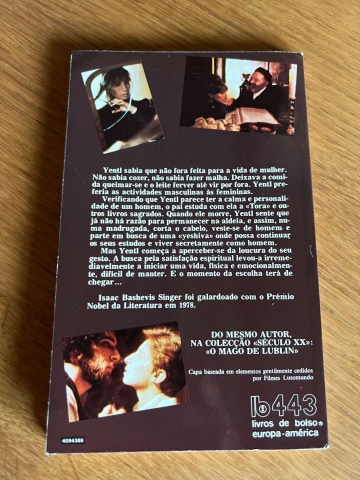 Yentl sabia que não fora feita para a vida de mulher.
Não sabia cozer, não sabia fazer malha. Deixava a comi-
da queimar-se e o leite ferver até vir por fora. Yentl pre-
feria as actividades masculinas às femininas.
Verificando que Yentl parece ter a calma e personali-
dade de um homem, o pai estuda com ela a «Tora» e ou-
tros livros sagrados. Quando ele morre, Yentl sente que
já não há razão para permanecer na aldeia, e assim, nu-
ma madrugada, corta o cabelo, veste-se de homem e
parte em busca de uma «yeshiva» onde possa continuar
os seus estudos e viver secretamente como homem.
Mas Yentl começa a aperceber-se da loucura do seu
gesto. A busca pela satisfação espiritual levou-a irreme-
diavelmente a iniciar uma vida, física e emocionalmen-
te, difícil de manter. E o momento da escolha terá de
chegar...
Isaac Bashevis Singer foi galardoado com o Prémio
Nobel da Literatura em 1978.
DO MESMO AUTOR,
NA COLECÇÃO «SÉCULO XX»:
«O MAGO DE LUBLIN»
Capa baseada em elementos gentilmente cedidos
por Filmes Lusomundo
lb443
livros de bolso
europa-américa
4094366